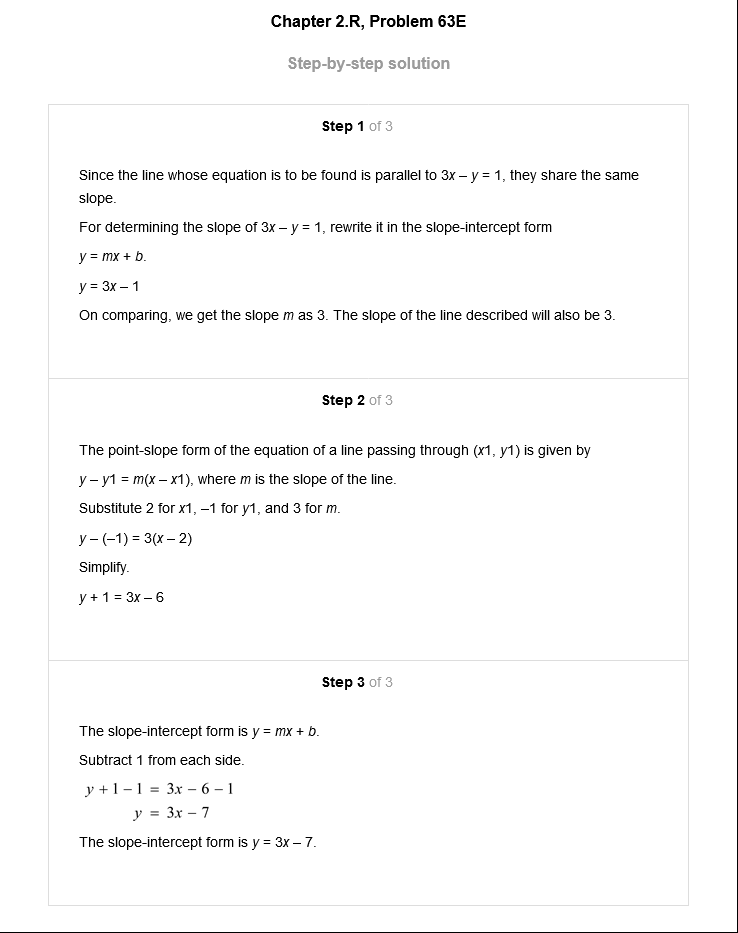 Chapter 2.R, Problem 63E
Step-by-step solution
Step 1 of 3
Since the line whose equation is to be found is parallel to 3x – y = 1, they share the same
slope.
For determining the slope of 3x – y = 1, rewrite it in the slope-intercept form
y = mx + b.
y = 3x – 1
On comparing, we get the slope m as 3. The slope of the line described will also be 3.
Step 2 of 3
The point-slope form of the equation of a line passing through (x1, y1) is given by
y – y1 = m(x – x1), where m is the slope of the line.
Substitute 2 for x1, –1 for y1, and 3 for m.
y – (–1) = 3(x – 2)
Simplify.
y + 1 = 3x – 6
Step 3 of 3
The slope-intercept form is y = mx + b.
Subtract 1 from each side.
y + 1 – 1 = 3x – 6 – 1
y = 3x – 7
The slope-intercept form is y = 3x – 7.